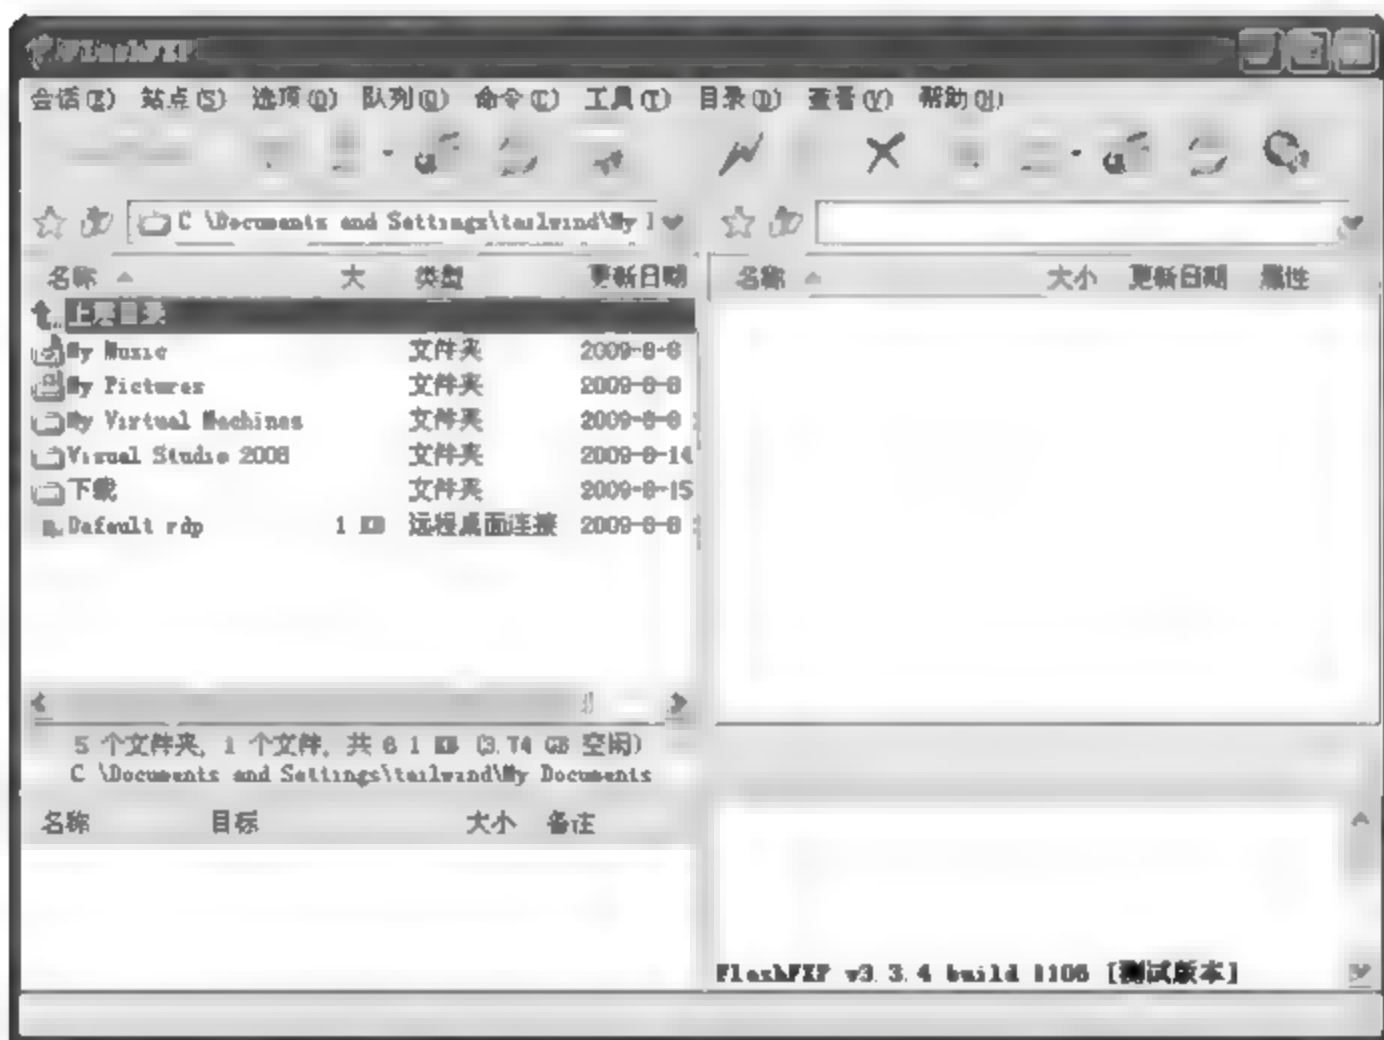 FlashFXP
会话(E) 站点(S) 选项(O) 队列(Q) 命令(C) 工具(T) 目录(D) 查看(V) 帮助(H)
C \Documents and Settings\tailwind\My
名称 大 类型 更新日期 名称 大小 更新日期 属性
上层目录
My Music 文件夹 2009-8-8
My Pictures 文件夹 2009-8-8
My Virtual Machines 文件夹 2009-8-8
Visual Studio 2008 文件夹 2009-8-14
下载 文件夹 2009-8-15
Default rdp 1 KB 远程桌面连接 2009-8-8
5 个文件夹, 1 个文件, 共 6 1 KB (3.74 GB 空闲)
C \Documents and Settings\tailwind\My Documents
名称 目标 大小 备注
FlashFXP v3.3.4 build 1106 [测试版本]